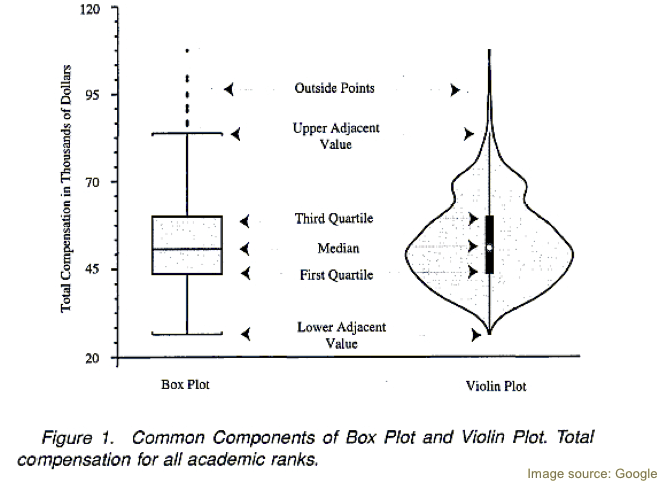 120
95
70
45
20
Total Compensation in Thousands of Dollars
Outside Points
Upper Adjacent
Value
Third Quartile
Median
First Quartile
Lower Adjacent
Value
Box Plot
Violin Plot
Figure 1. Common Components of Box Plot and Violin Plot. Total
compensation for all academic ranks.
Image source: Google